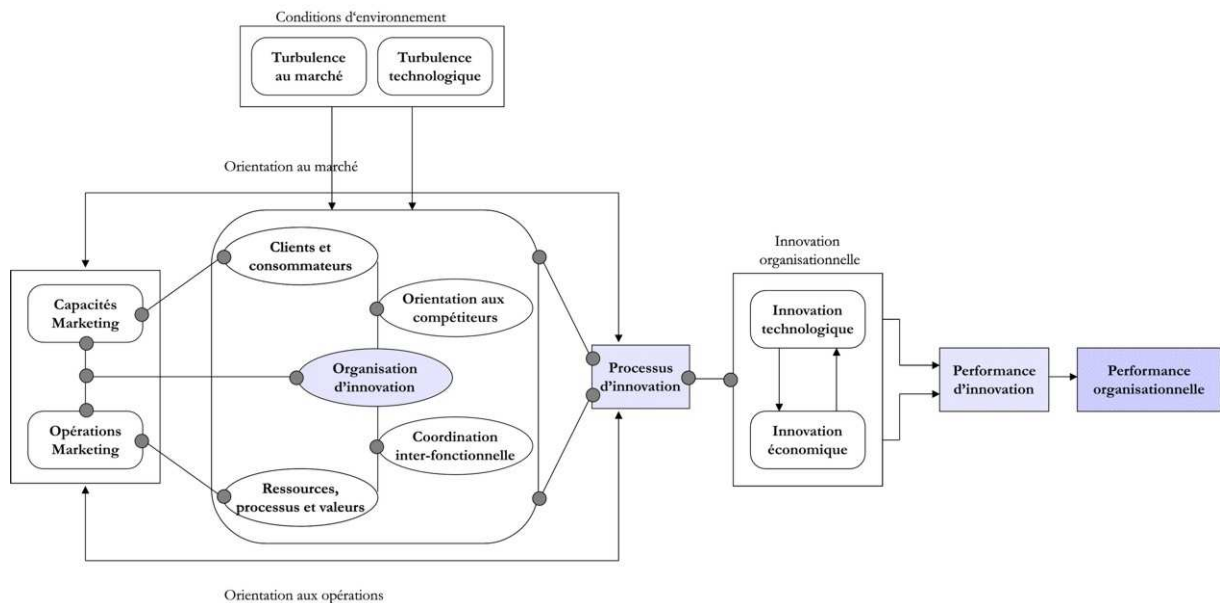 Conditions d‘environnement
Turbulence
au marché
Turbulence
technologique
Orientation au marché
Clients et
consommateurs
Orientation aux
compétiteurs
Capacités
Marketing
Organisation
d’innovation
Opérations
Marketing
Coordination
inter-fonctionnelle
Ressources,
processus et valeurs
Processus
d’innovation
Innovation
organisationnelle
Innovation
technologique
Innovation
économique
Performance
d’innovation
Performance
organisationnelle
Orientation aux opérations